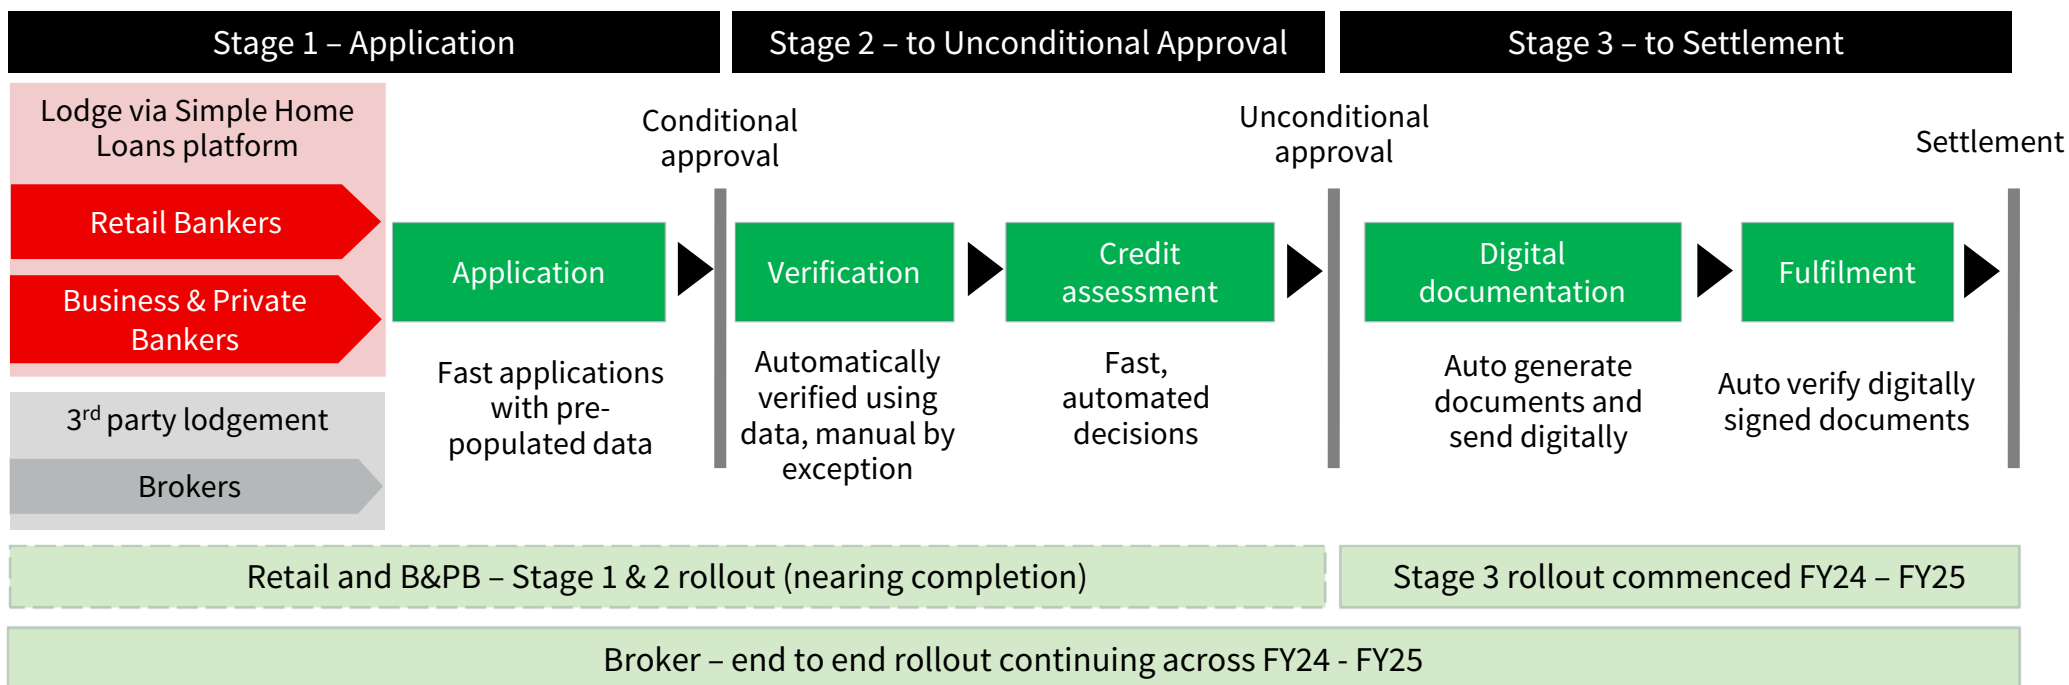 Stage 1 – Application
Stage 2 – to Unconditional Approval
Stage 3 – to Settlement
Lodge via Simple Home
Loans platform
Retail Bankers
Business & Private
Bankers
3rd party lodgement
Brokers
Application
Fast applications
with pre-
populated data
Conditional
approval
Verification
Automatically
verified using
data, manual by
exception
Credit
assessment
Fast,
automated
decisions
Unconditional
approval
Digital
documentation
Auto generate
documents and
send digitally
Fulfilment
Auto verify digitally
signed documents
Settlement
Retail and B&PB – Stage 1 & 2 rollout (nearing completion)
Stage 3 rollout commenced FY24 – FY25
Broker – end to end rollout continuing across FY24 - FY25